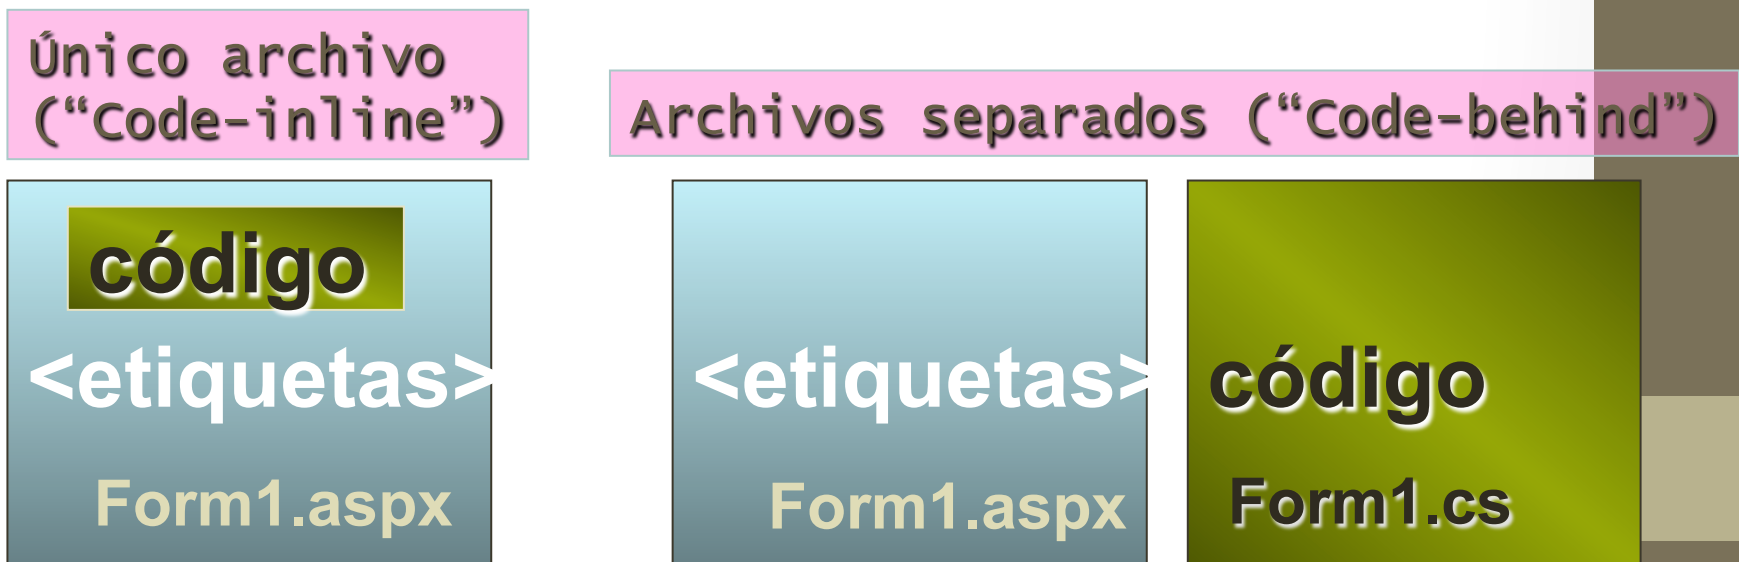 Único archivo
(“Code-inline”)
Archivos separados (“Code-behind”)
código
<etiquetas>
Form1.aspx
<etiquetas>
Form1.aspx
código
Form1.cs